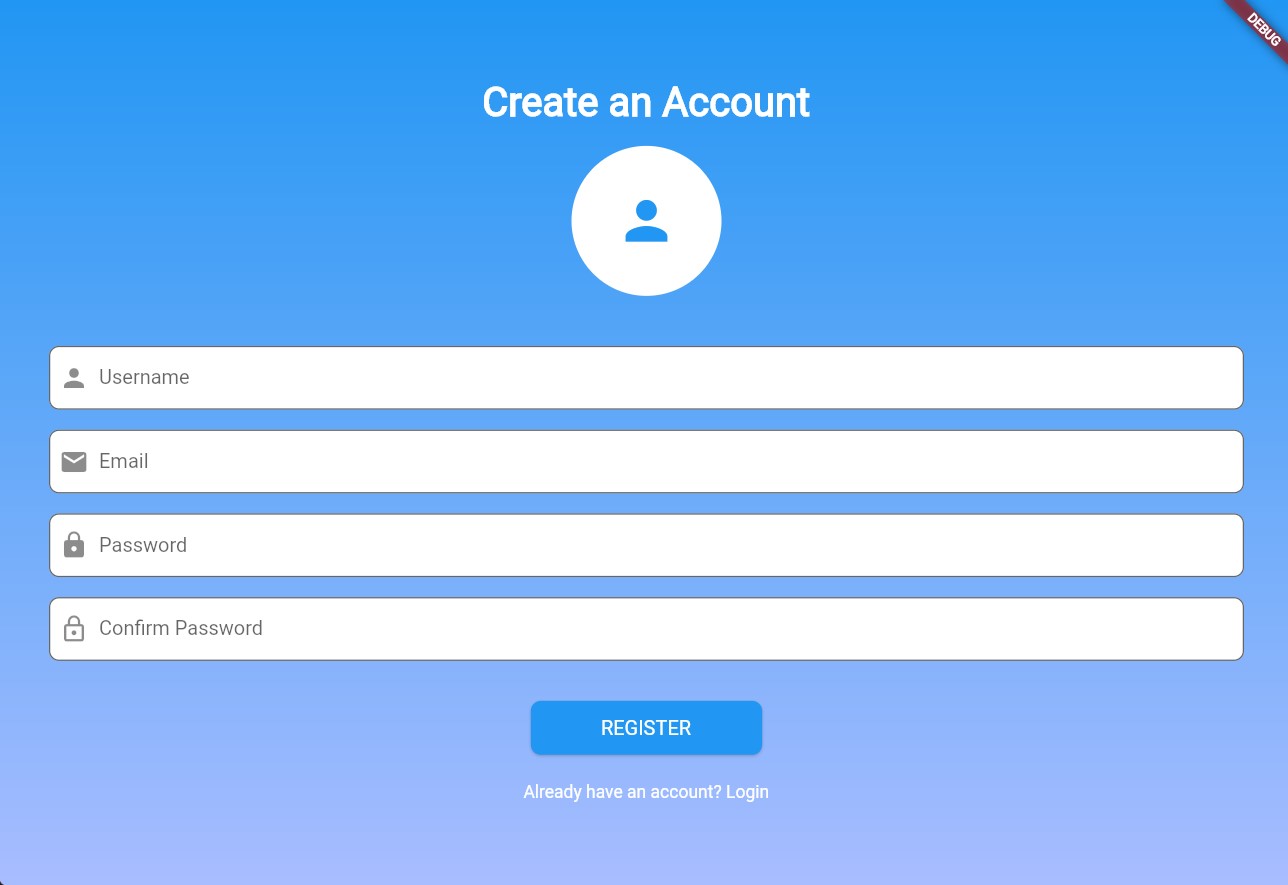 DEBUG
Create an Account
Username
Email
Password
Confirm Password
REGISTER
Already have an account? Login